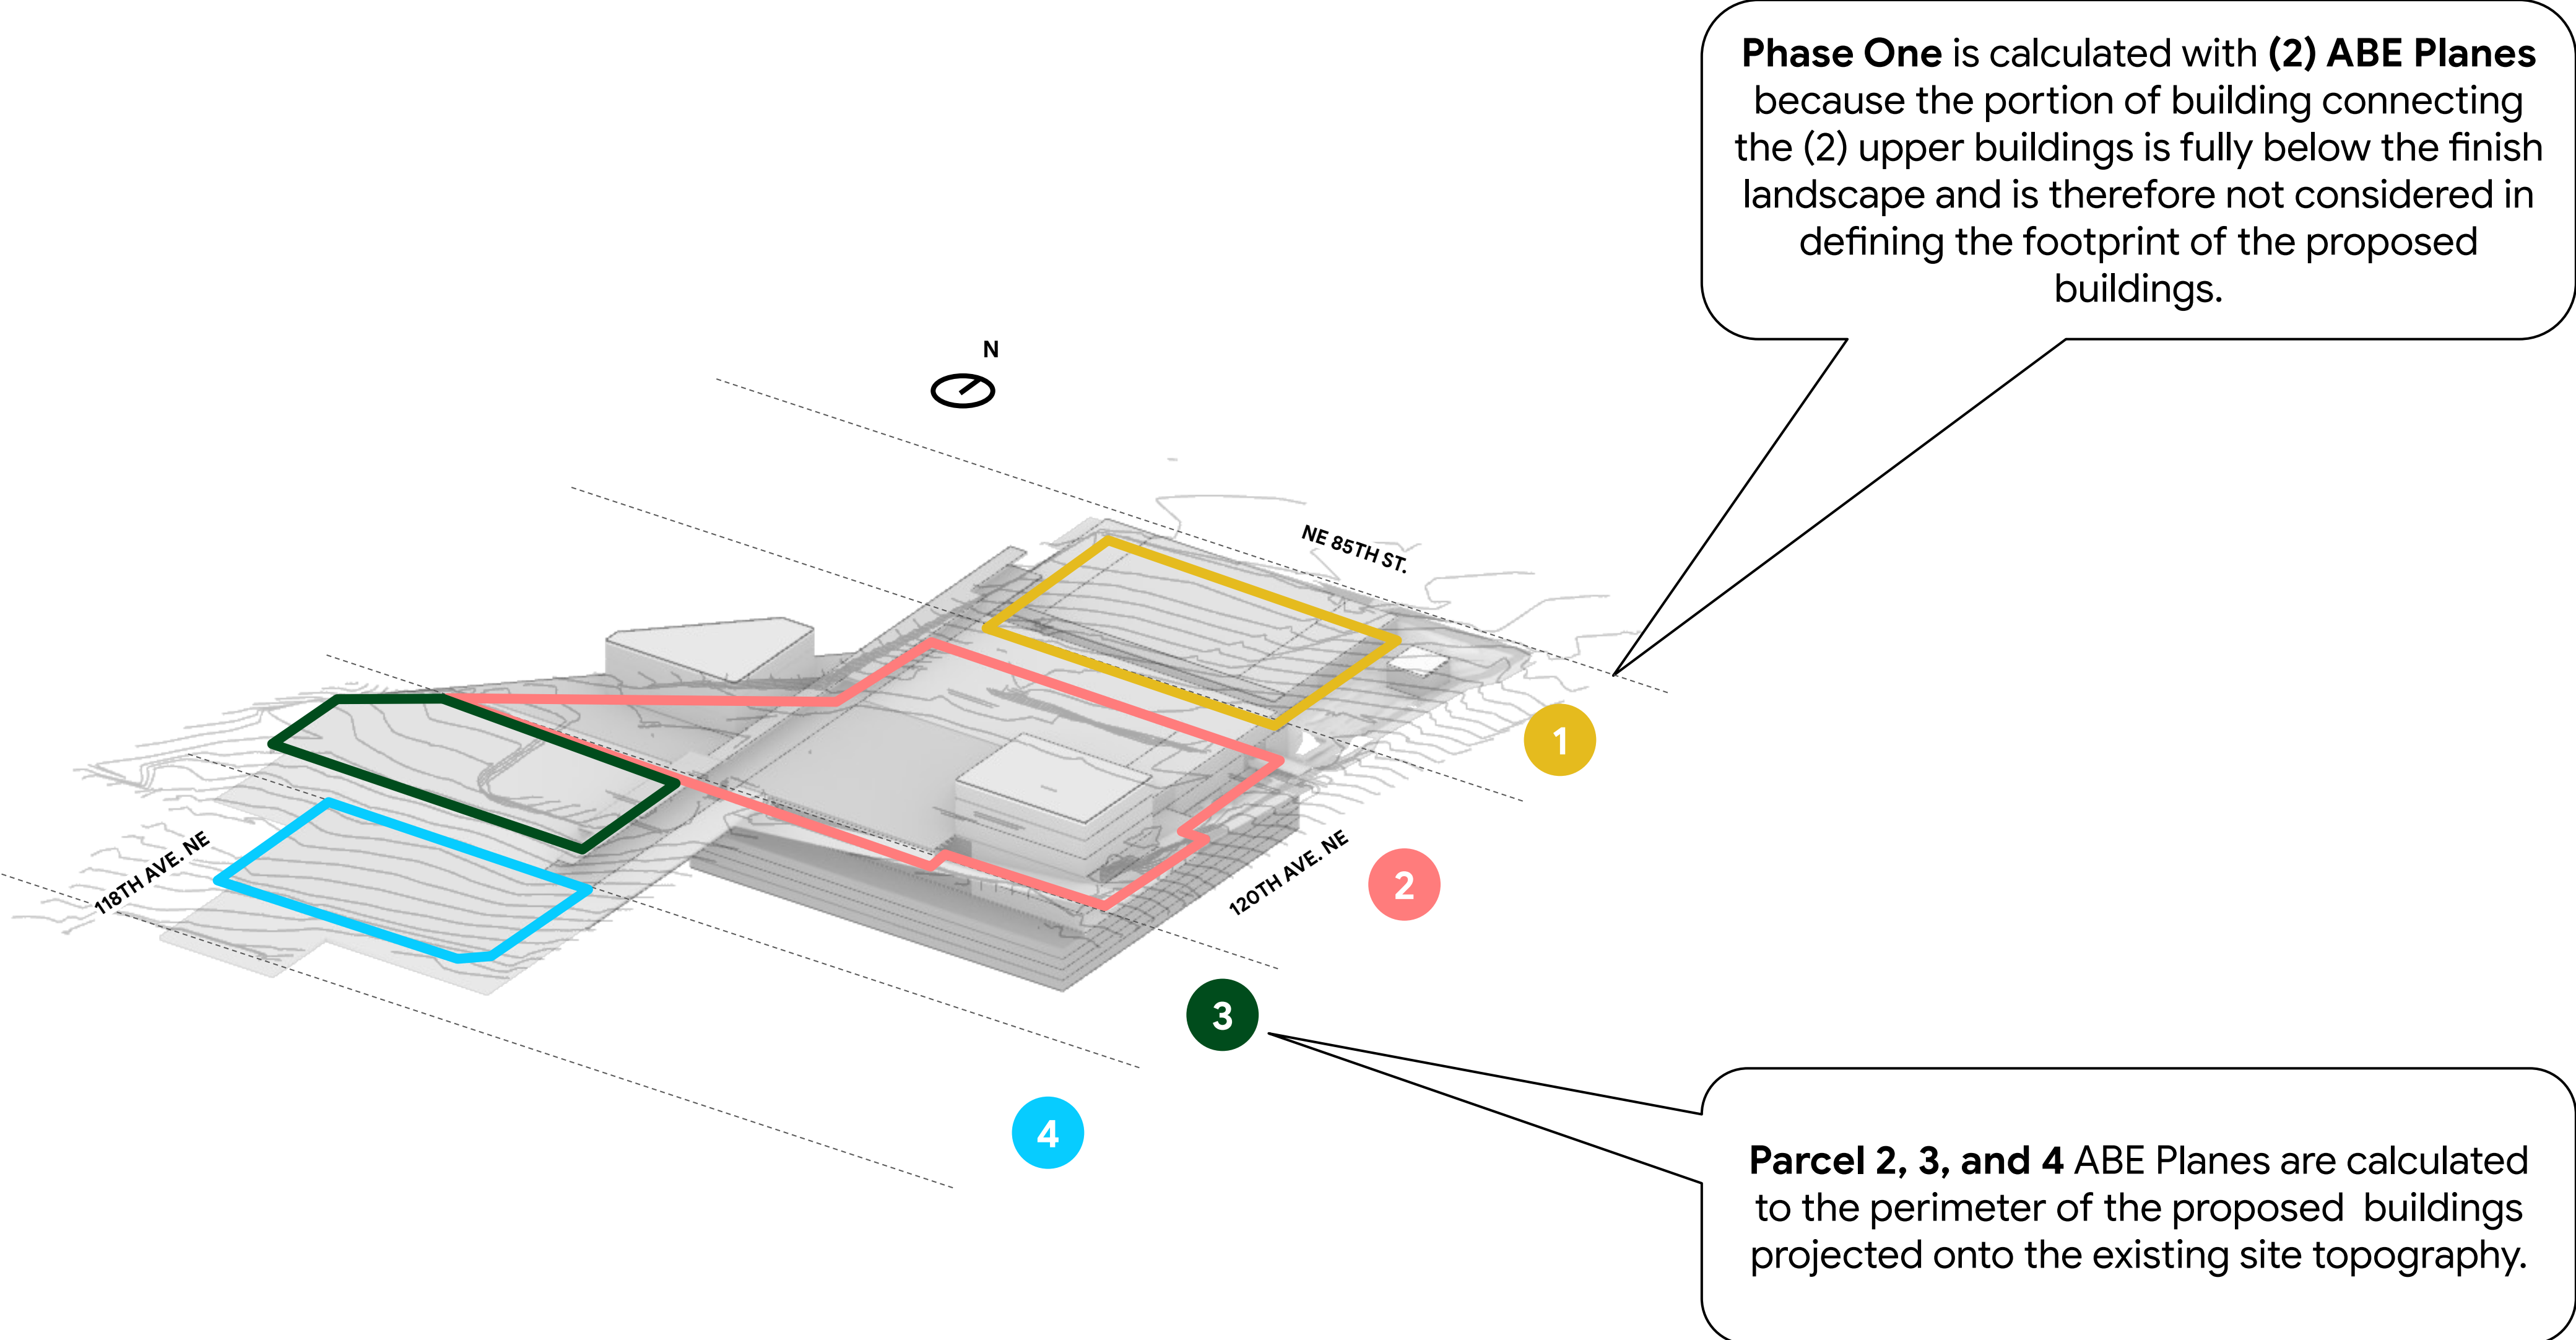 Phase One is calculated with (2) ABE Planes
because the portion of building connecting
the (2) upper buildings is fully below the finish
landscape and is therefore not considered in
defining the footprint of the proposed
buildings.
N
NE 85TH ST.
1
118TH AVE. NE
120TH AVE. NE
2
3
4
Parcel 2, 3, and 4 ABE Planes are calculated
to the perimeter of the proposed  buildings
projected onto the existing site topography.